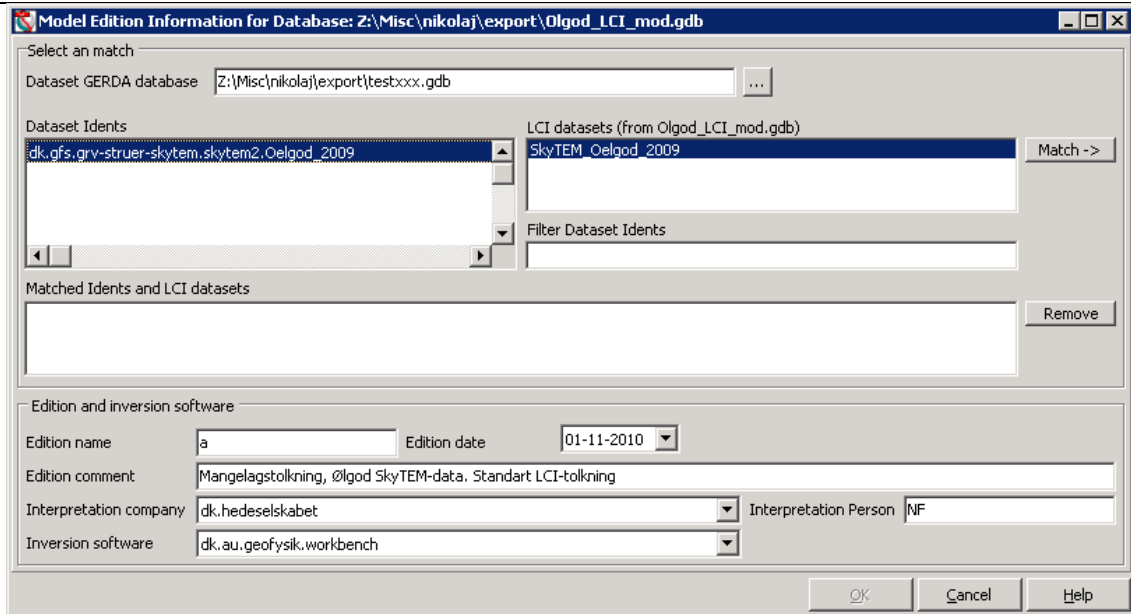 Model Edition Information for Database: Z:\Misc\nikolaj\export\Olgod_LCI_mod.gdb
Select an match
Dataset GERDA database Z:\Misc\nikolaj\export\testxxx.gdb ...
Dataset Idents
LCI datasets (from Olgod_LCI_mod.gdb)
dk.gfs.grv-struer-skytem.skytem2.Oelgod_2009
SkyTEM_Oelgod_2009
Match ->
Filter Dataset Idents
Matched Idents and LCI datasets
Remove
Edition and inversion software
Edition name a Edition date 01-11-2010
Edition comment Mangelagstolkning, Ølgod SkyTEM-data. Standart LCI-tolkning
Interpretation company dk.hedeselskabet Interpretation Person NF
Inversion software dk.au.geofysik.workbench
OK Cancel Help